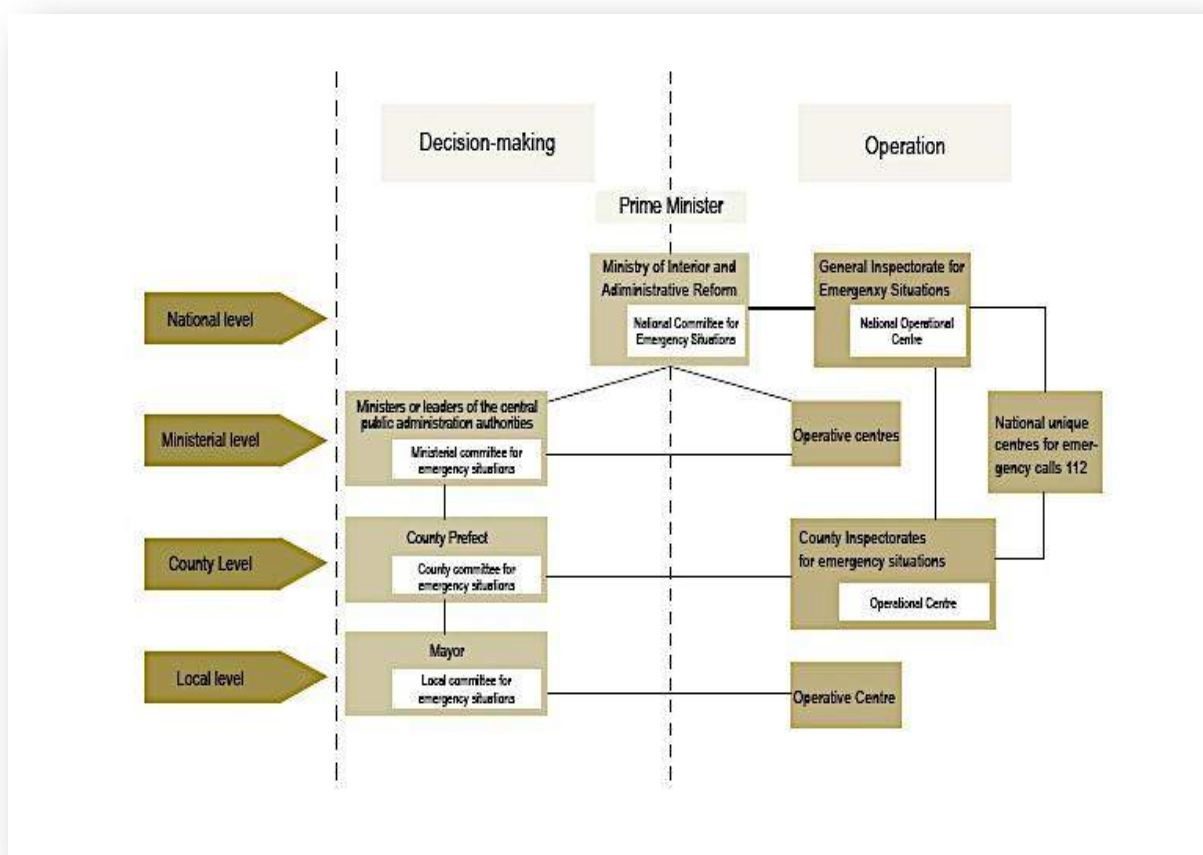 Decision-making
Operation
Prime Minister
National level
Ministry of Interior and
Adiministrative Reform
National Committee for
Emergency Situations
General Inspectorate for
Emergenxy Situations
National Operational
Centre
Ministerial level
Ministers or leaders of the central
public administration authorities
Ministerial committee for
emergency situations
Operative centres
National unique
centres for emer-
gency calls 112
County Level
County Prefect
County committee for
emergency situations
County Inspectorates
for emergency situations
Operational Centre
Local level
Mayor
Local committee for
emergency situations
Operative Centre